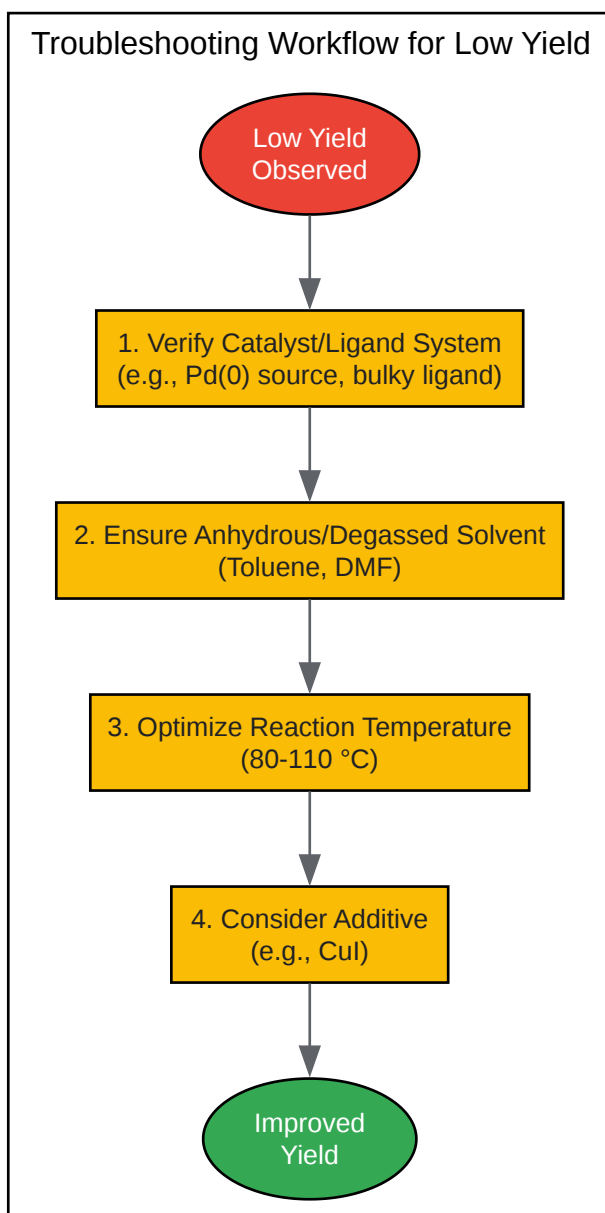 Troubleshooting Workflow for Low Yield
Low Yield
Observed
1. Verify Catalyst/Ligand System
(e.g., Pd(0) source, bulky ligand)
2. Ensure Anhydrous/Degassed Solvent
(Toluene, DMF)
3. Optimize Reaction Temperature
(80-110 °C)
4. Consider Additive
(e.g., CuI)
Improved
Yield